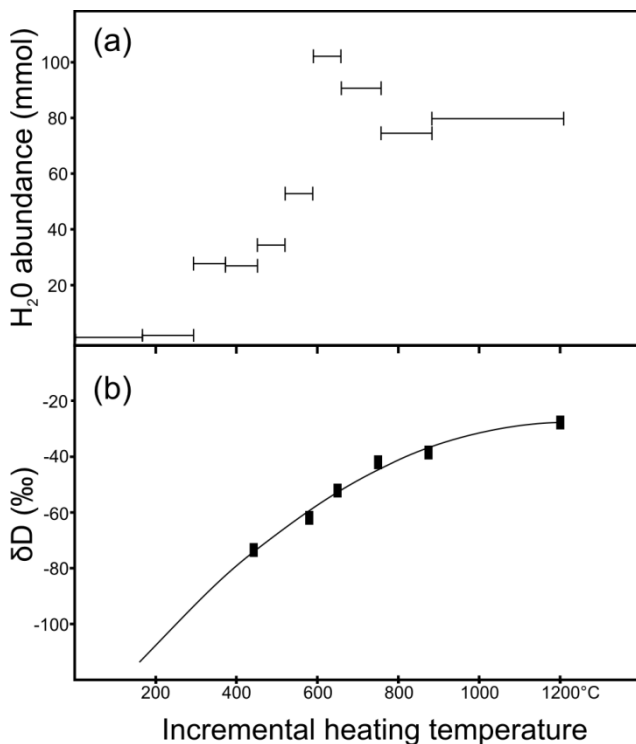 (a)
H₂0 abundance (mmol)
100
80
60
40
20
(b)
δD (‰)
-20
-40
-60
-80
-100
200 400 600 800 1000 1200°C
Incremental heating temperature